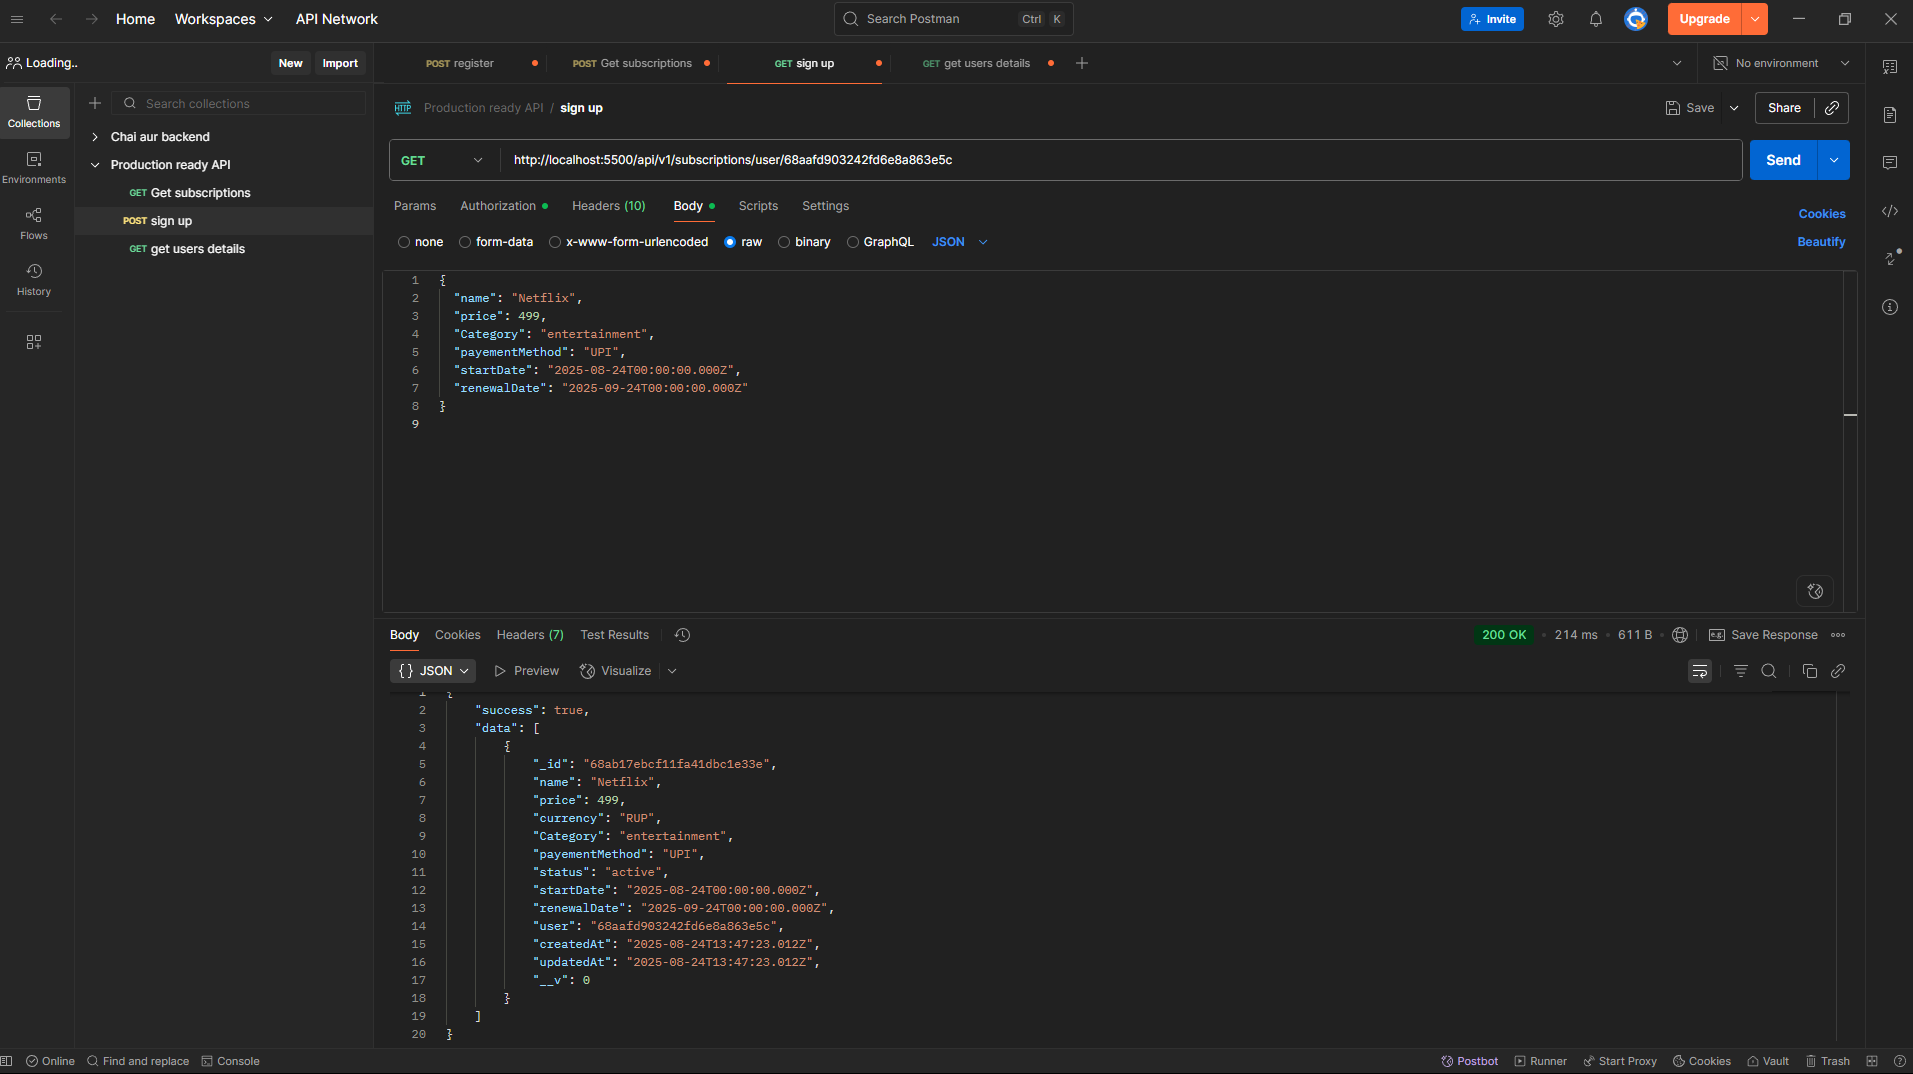 Home Workspaces API Network Search Postman Ctrl K Invite Upgrade
Loading.. New Import POST register POST Get subscriptions GET sign up GET get users details No environment
Collections Search collections Production ready API / sign up Save Share
Chai aur backend
Production ready API
GET Get subscriptions
POST sign up
GET get users details
Environments
Flows
History
GET http://localhost:5500/api/v1/subscriptions/user/68aafd903242fd6e8a863e5c Send
Params Authorization Headers (10) Body Scripts Settings Cookies
none form-data x-www-form-urlencoded raw binary GraphQL JSON Beautify
1 {
2 "name": "Netflix",
3 "price": 499,
4 "Category": "entertainment",
5 "payementMethod": "UPI",
6 "startDate": "2025-08-24T00:00:00.000Z",
7 "renewalDate": "2025-09-24T00:00:00.000Z"
8 }
9
Body Cookies Headers (7) Test Results 200 OK 214 ms 611 B e.g. Save Response
{} JSON Preview Visualize
1 {
2 "success": true,
3 "data": [
4 {
5 "_id": "68ab17ebcf11fa41dbc1e33e",
6 "name": "Netflix",
7 "price": 499,
8 "currency": "RUP",
9 "Category": "entertainment",
10 "payementMethod": "UPI",
11 "status": "active",
12 "startDate": "2025-08-24T00:00:00.000Z",
13 "renewalDate": "2025-09-24T00:00:00.000Z",
14 "user": "68aafd903242fd6e8a863e5c",
15 "createdAt": "2025-08-24T13:47:23.012Z",
16 "updatedAt": "2025-08-24T13:47:23.012Z",
17 "__v": 0
18 }
19 ]
20 }
Online Find and replace Console Postbot Runner Start Proxy Cookies Vault Trash